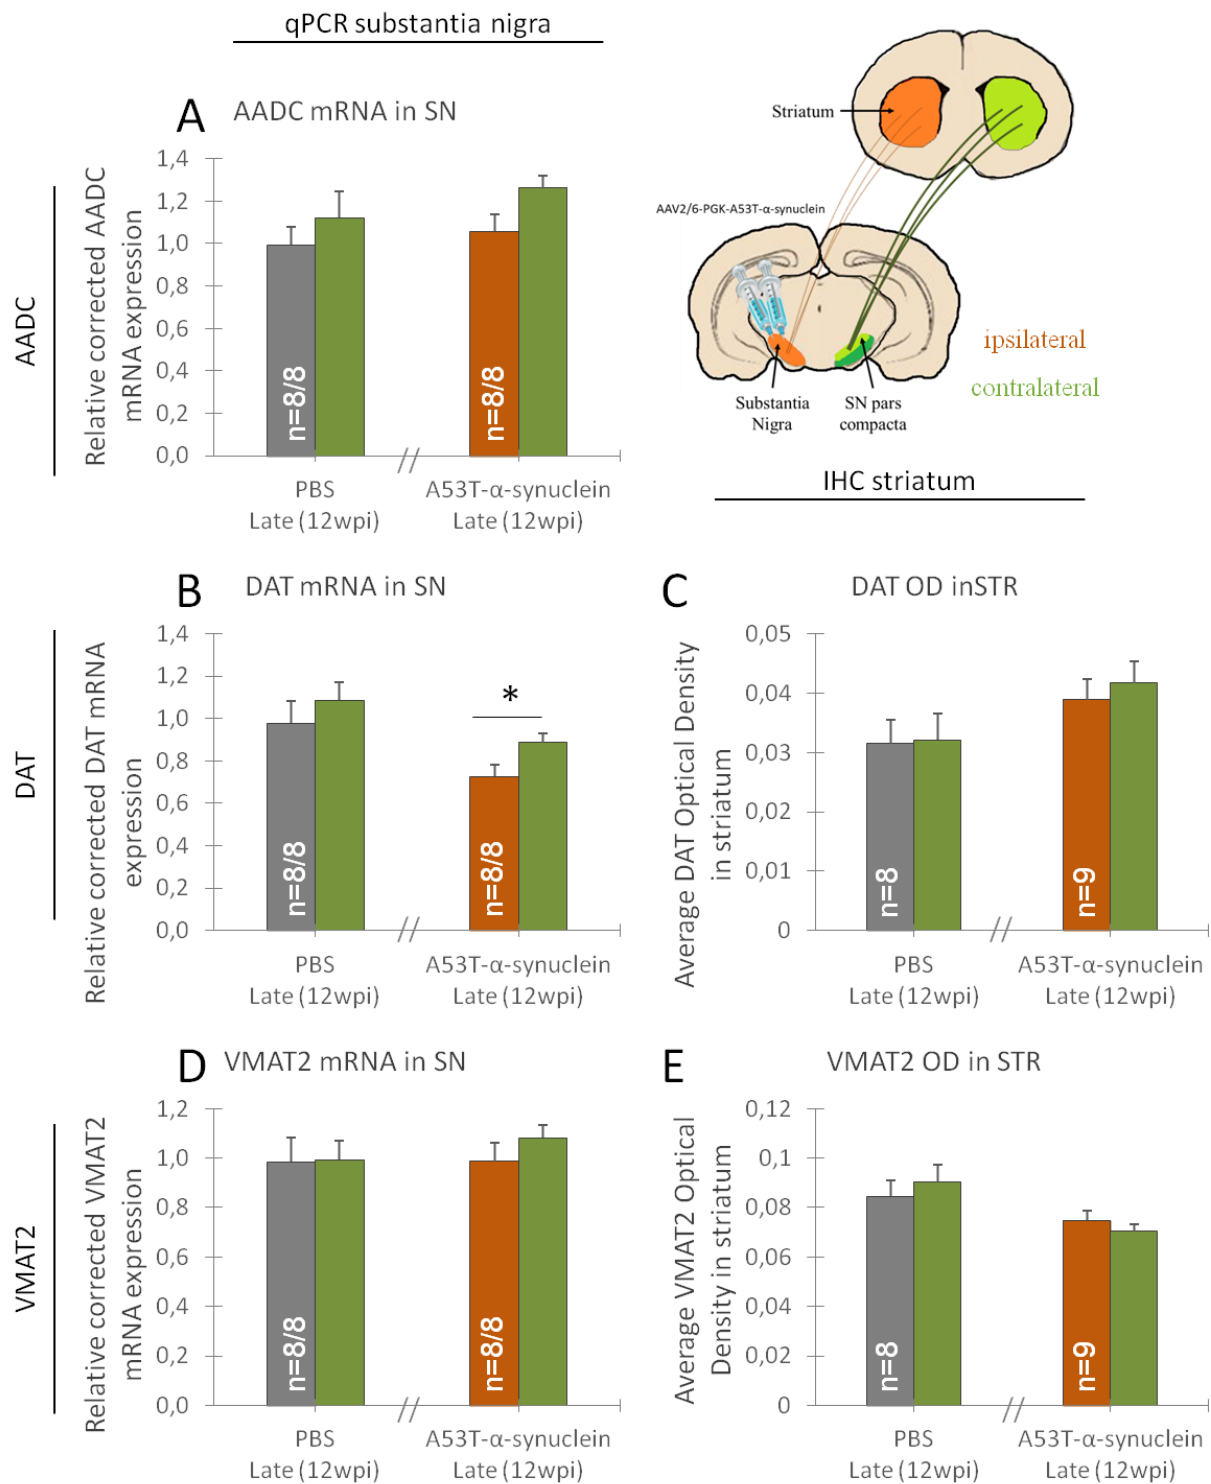 qPCR substantia nigra
A AADC mRNA in SN
AADC
Relative corrected AADC
mRNA expression
1,4
1,2
1,0
0,8
0,6
0,4
0,2
0,0
n=8/8
n=8/8
//
PBS
Late (12wpi)
A53T-α-synuclein
Late (12wpi)
Striatum
AAV2/6-PGK-A53T-α-synuclein
Substantia
Nigra
SN pars
compacta
ipsilateral
contralateral
IHC striatum
B DAT mRNA in SN
DAT
Relative corrected DAT mRNA
expression
1,4
1,2
1,0
0,8
0,6
0,4
0,2
0,0
n=8/8
*
n=8/8
//
PBS
Late (12wpi)
A53T-α-synuclein
Late (12wpi)
C DAT OD inSTR
Average DAT Optical Density
in striatum
0,05
0,04
0,03
0,02
0,01
0
n=8
n=9
//
PBS
Late (12wpi)
A53T-α-synuclein
Late (12wpi)
D VMAT2 mRNA in SN
VMAT2
Relative corrected VMAT2
mRNA expression
1,2
1,0
0,8
0,6
0,4
0,2
0,0
n=8/8
n=8/8
//
PBS
Late (12wpi)
A53T-α-synuclein
Late (12wpi)
E VMAT2 OD in STR
Average VMAT2 Optical
Density in striatum
0,12
0,1
0,08
0,06
0,04
0,02
0
n=8
n=9
//
PBS
Late (12wpi)
A53T-α-synuclein
Late (12wpi)